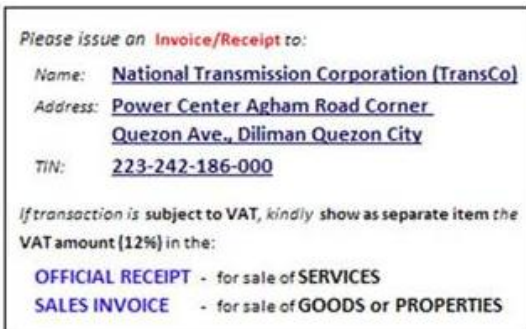 Please issue an Invoice/Receipt to:
Name: National Transmission Corporation (TransCo)
Address: Power Center Agham Road Corner
Quezon Ave., Diliman Quezon City
TIN: 223-242-186-000
If transaction is subject to VAT, kindly show as separate item the
VAT amount (12%) in the:
OFFICIAL RECEIPT - for sale of SERVICES
SALES INVOICE - for sale of GOODS or PROPERTIES